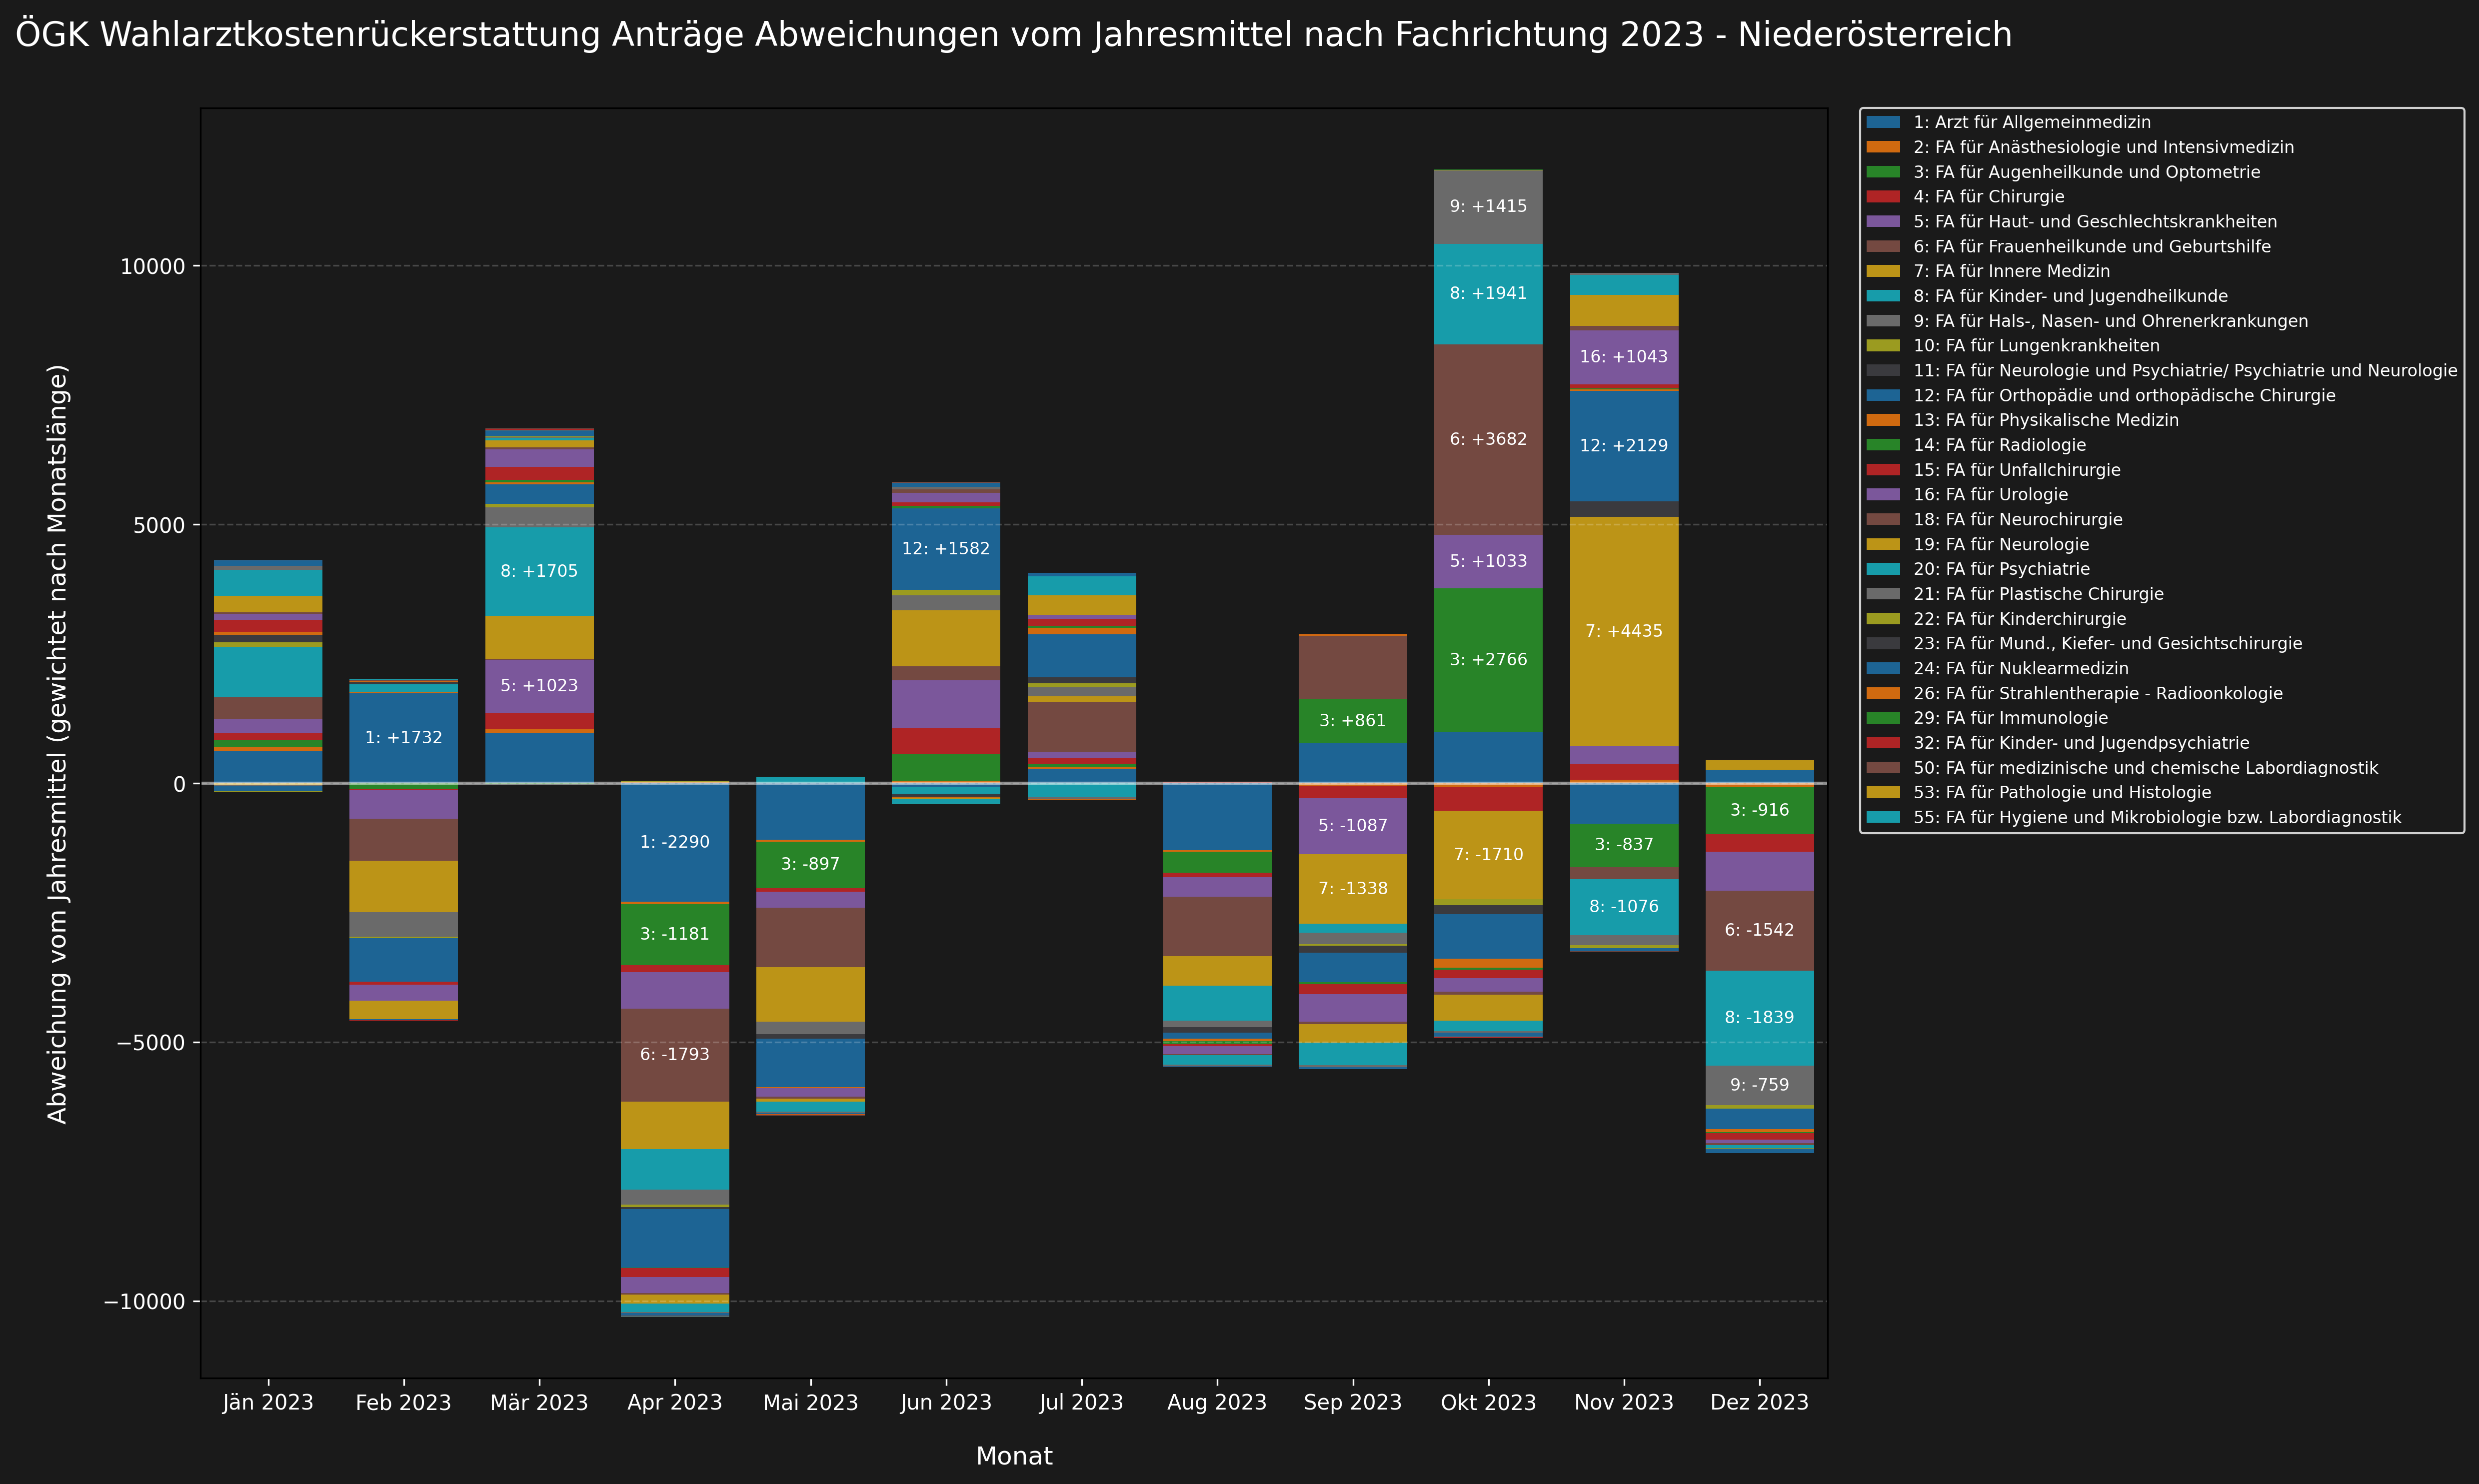 ÖGK Wahlarztkostenrückerstattung Anträge Abweichungen vom Jahresmittel nach Fachrichtung 2023 - Niederösterreich
Abweichung vom Jahresmittel (gewichtet nach Monatslänge)
10000
5000
0
−5000
−10000
1: +1732
5: +1023
8: +1705
1: -2290
3: -1181
6: -1793
3: -897
12: +1582
3: +861
5: -1087
7: -1338
9: +1415
8: +1941
6: +3682
5: +1033
3: +2766
7: -1710
16: +1043
12: +2129
7: +4435
3: -837
8: -1076
3: -916
6: -1542
8: -1839
9: -759
Jän 2023
Feb 2023
Mär 2023
Apr 2023
Mai 2023
Jun 2023
Jul 2023
Aug 2023
Sep 2023
Okt 2023
Nov 2023
Dez 2023
Monat
1: Arzt für Allgemeinmedizin
2: FA für Anästhesiologie und Intensivmedizin
3: FA für Augenheilkunde und Optometrie
4: FA für Chirurgie
5: FA für Haut- und Geschlechtskrankheiten
6: FA für Frauenheilkunde und Geburtshilfe
7: FA für Innere Medizin
8: FA für Kinder- und Jugendheilkunde
9: FA für Hals-, Nasen- und Ohrenerkrankungen
10: FA für Lungenkrankheiten
11: FA für Neurologie und Psychiatrie/ Psychiatrie und Neurologie
12: FA für Orthopädie und orthopädische Chirurgie
13: FA für Physikalische Medizin
14: FA für Radiologie
15: FA für Unfallchirurgie
16: FA für Urologie
18: FA für Neurochirurgie
19: FA für Neurologie
20: FA für Psychiatrie
21: FA für Plastische Chirurgie
22: FA für Kinderchirurgie
23: FA für Mund., Kiefer- und Gesichtschirurgie
24: FA für Nuklearmedizin
26: FA für Strahlentherapie - Radioonkologie
29: FA für Immunologie
32: FA für Kinder- und Jugendpsychiatrie
50: FA für medizinische und chemische Labordiagnostik
53: FA für Pathologie und Histologie
55: FA für Hygiene und Mikrobiologie bzw. Labordiagnostik